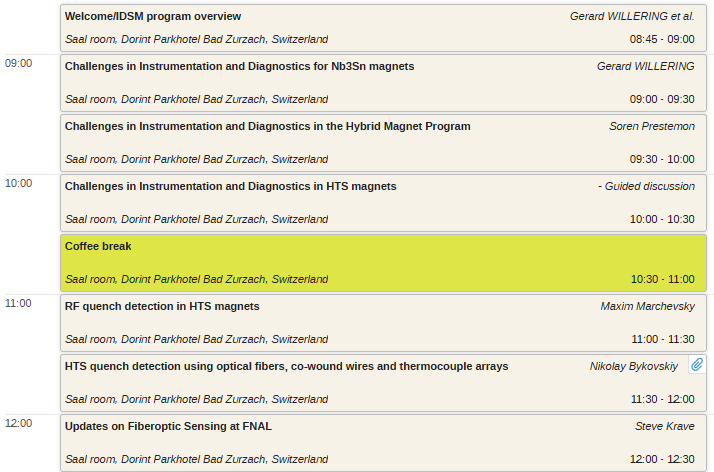 Welcome/IDSM program overview Gerard WILLERING et al.
Saal room, Dorint Parkhotel Bad Zurzach, Switzerland 08:45 - 09:00
09:00 Challenges in Instrumentation and Diagnostics for Nb3Sn magnets Gerard WILLERING
Saal room, Dorint Parkhotel Bad Zurzach, Switzerland 09:00 - 09:30
Challenges in Instrumentation and Diagnostics in the Hybrid Magnet Program Soren Prestemon
Saal room, Dorint Parkhotel Bad Zurzach, Switzerland 09:30 - 10:00
10:00 Challenges in Instrumentation and Diagnostics in HTS magnets - Guided discussion
Saal room, Dorint Parkhotel Bad Zurzach, Switzerland 10:00 - 10:30
Coffee break
Saal room, Dorint Parkhotel Bad Zurzach, Switzerland 10:30 - 11:00
11:00 RF quench detection in HTS magnets Maxim Marchevsky
Saal room, Dorint Parkhotel Bad Zurzach, Switzerland 11:00 - 11:30
HTS quench detection using optical fibers, co-wound wires and thermocouple arrays Nikolay Bykovskiy
Saal room, Dorint Parkhotel Bad Zurzach, Switzerland 11:30 - 12:00
12:00 Updates on Fiberoptic Sensing at FNAL Steve Krave
Saal room, Dorint Parkhotel Bad Zurzach, Switzerland 12:00 - 12:30